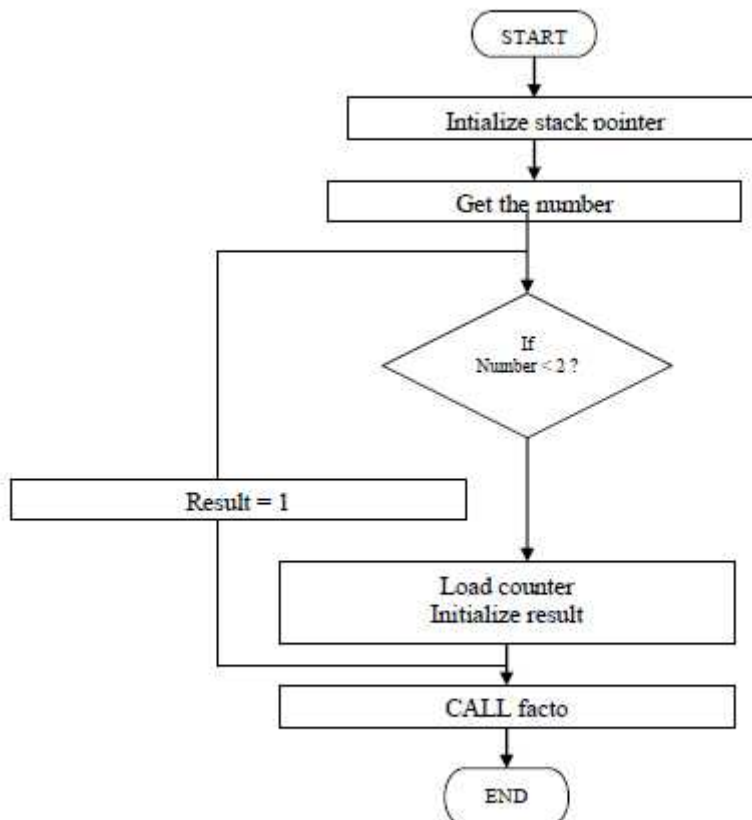 START
Intialize stack pointer
Get the number
If
Number < 2 ?
Result = 1
Load counter
Initialize result
CALL facto
END